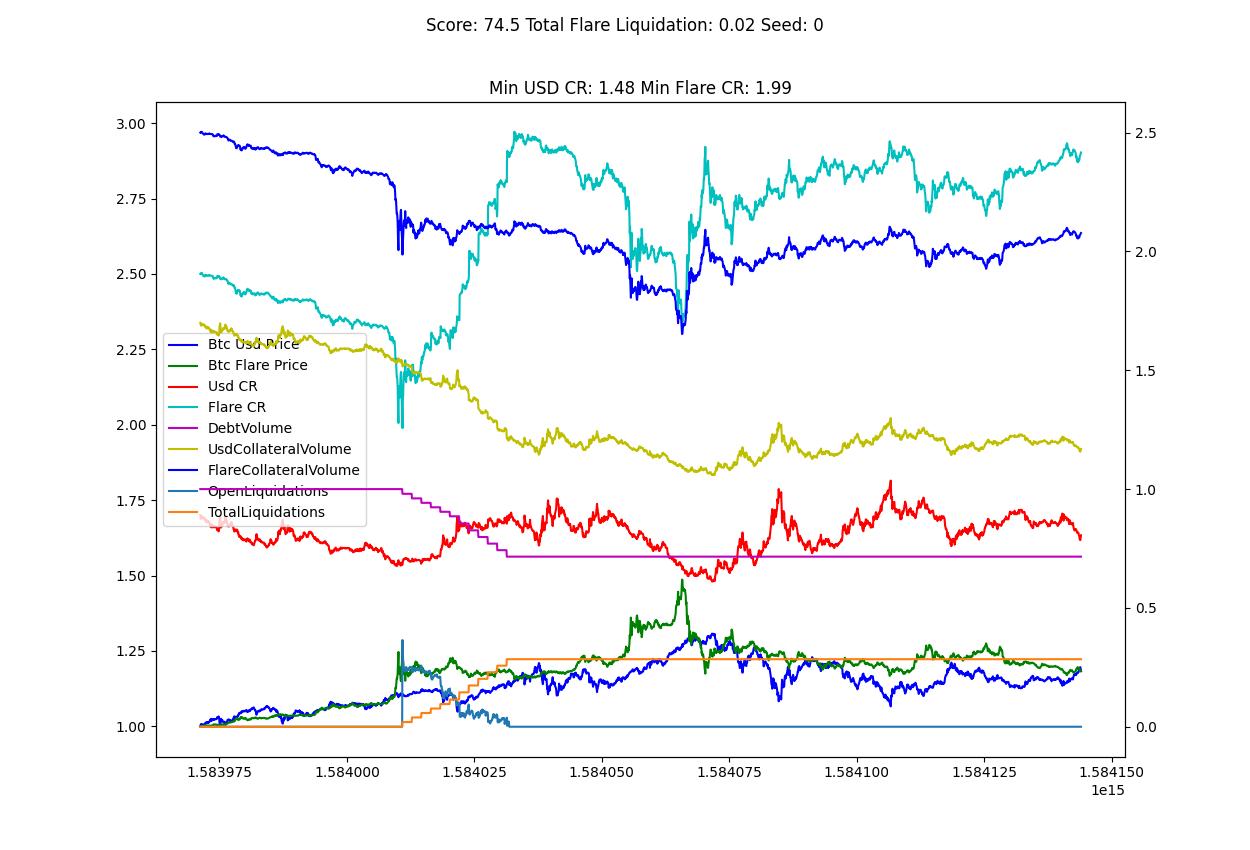 Score: 74.5 Total Flare Liquidation: 0.02 Seed: 0
Min USD CR: 1.48 Min Flare CR: 1.99
3.00
2.75
2.50
2.25
2.00
1.75
1.50
1.25
1.00
2.5
2.0
1.5
1.0
0.5
0.0
Btc Usd Price
Btc Flare Price
Usd CR
Flare CR
DebtVolume
UsdCollateralVolume
FlareCollateralVolume
OpenLiquidations
TotalLiquidations
1.583975 1.584000 1.584025 1.584050 1.584075 1.584100 1.584125 1.584150
1e15